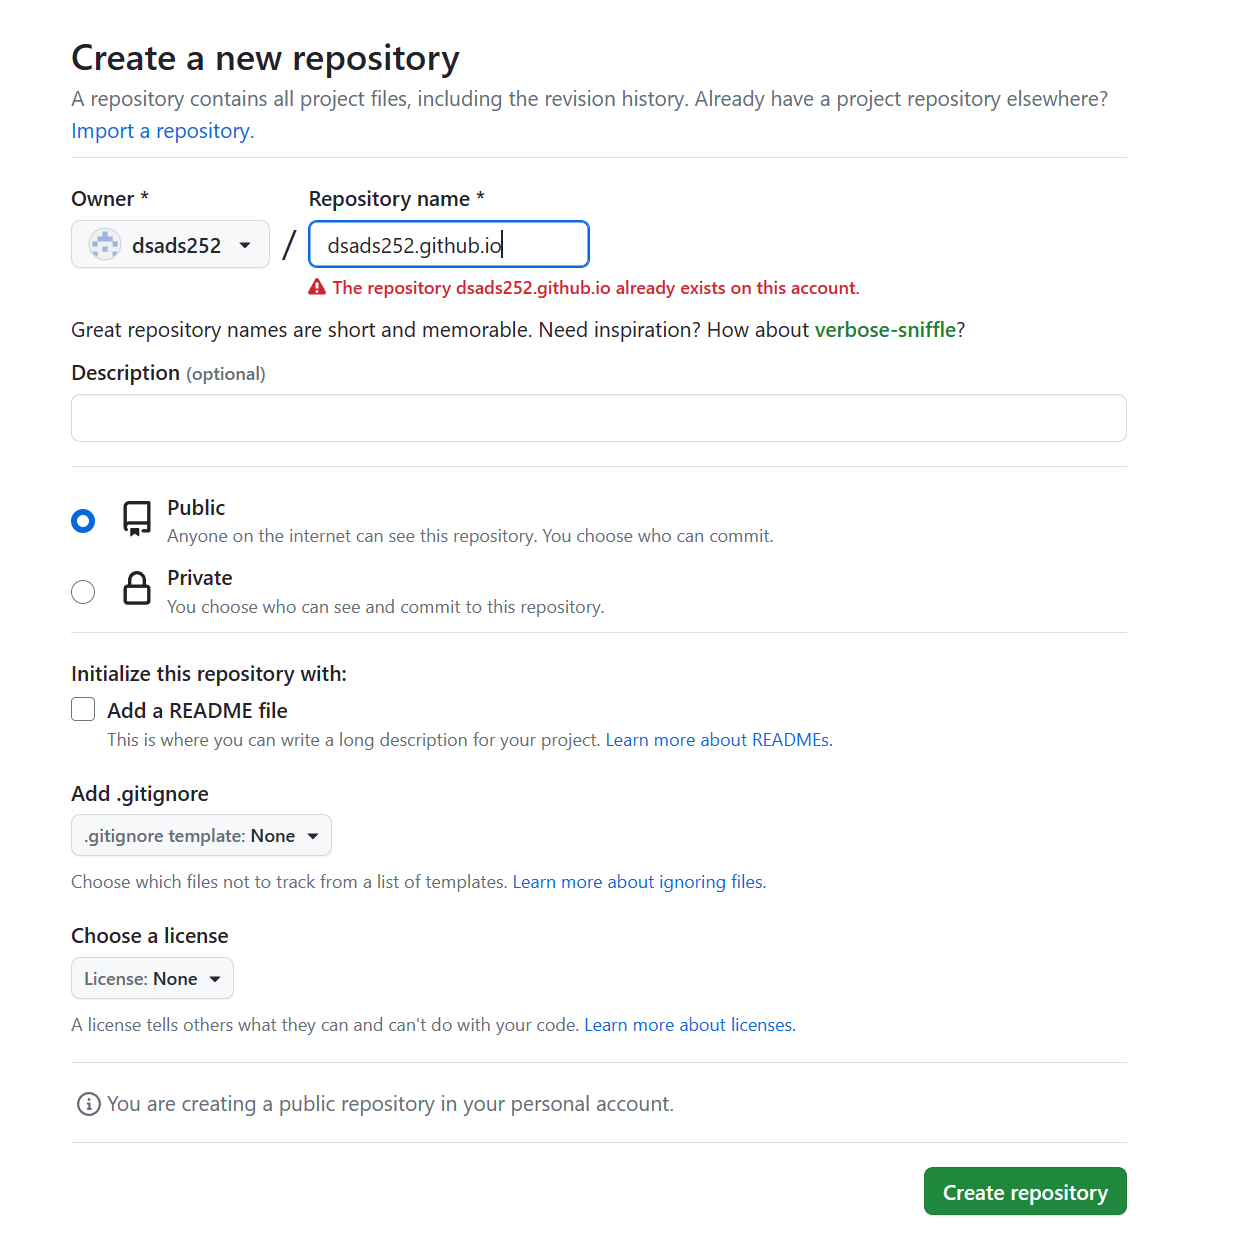 Create a new repository
A repository contains all project files, including the revision history. Already have a project repository elsewhere?
Import a repository.
Owner * Repository name *
dsads252 / dsads252.github.io
The repository dsads252.github.io already exists on this account.
Great repository names are short and memorable. Need inspiration? How about verbose-sniffle?
Description (optional)
Public
Anyone on the internet can see this repository. You choose who can commit.
Private
You choose who can see and commit to this repository.
Initialize this repository with:
Add a README file
This is where you can write a long description for your project. Learn more about READMEs.
Add .gitignore
.gitignore template: None
Choose which files not to track from a list of templates. Learn more about ignoring files.
Choose a license
License: None
A license tells others what they can and can't do with your code. Learn more about licenses.
You are creating a public repository in your personal account.
Create repository